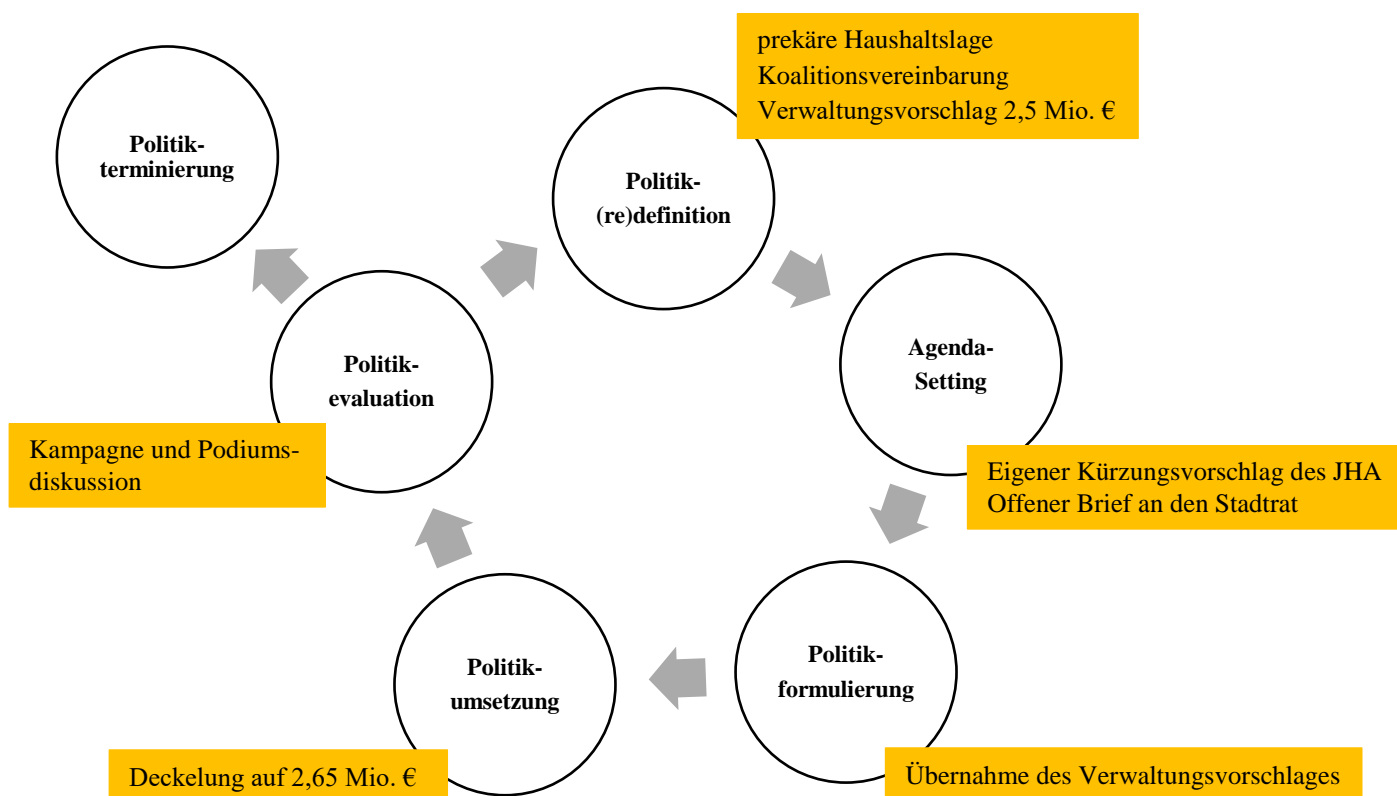 prekäre Haushaltslage
Koalitionsvereinbarung
Verwaltungsvorschlag 2,5 Mio. €
Politik-
terminierung
Politik-
(re)definition
Agenda-
Setting
Politik-
evaluation
Kampagne und Podiums-
diskussion
Eigener Kürzungsvorschlag des JHA
Offener Brief an den Stadtrat
Politik-
umsetzung
Politik-
formulierung
Deckelung auf 2,65 Mio. €
Übernahme des Verwaltungsvorschlages